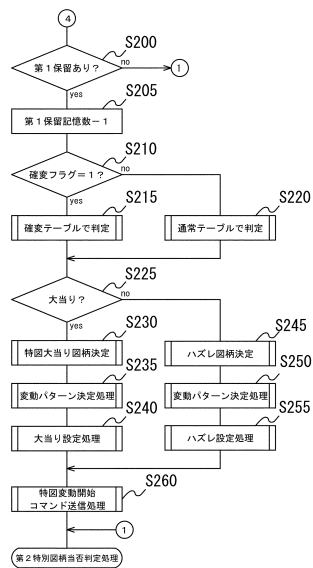 4
S200
第1保留あり?
no
1
yes
S205
第1保留記憶数-1
S210
確変フラグ=1?
no
yes
S215
S220
確変テーブルで判定
通常テーブルで判定
S225
大当り?
no
yes
S230
S245
特図大当り図柄決定
ハズレ図柄決定
S235
S250
変動パターン決定処理
変動パターン決定処理
S240
S255
大当り設定処理
ハズレ設定処理
S260
特図変動開始
コマンド送信処理
1
第2特別図柄当否判定処理